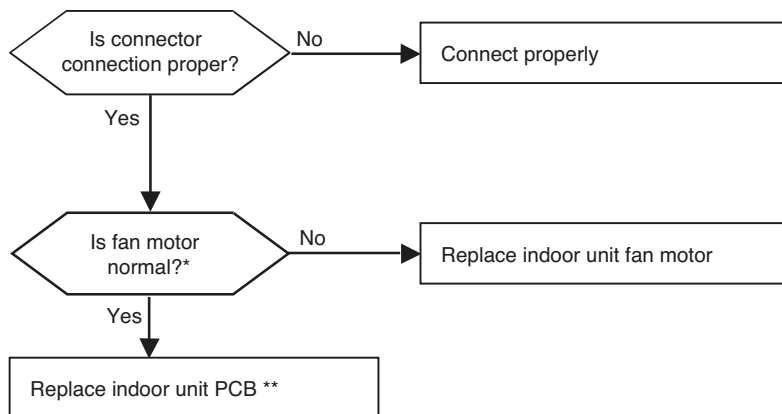 Is connector
connection proper?
No
Connect properly
Yes
Is fan motor
normal?*
No
Replace indoor unit fan motor
Yes
Replace indoor unit PCB **